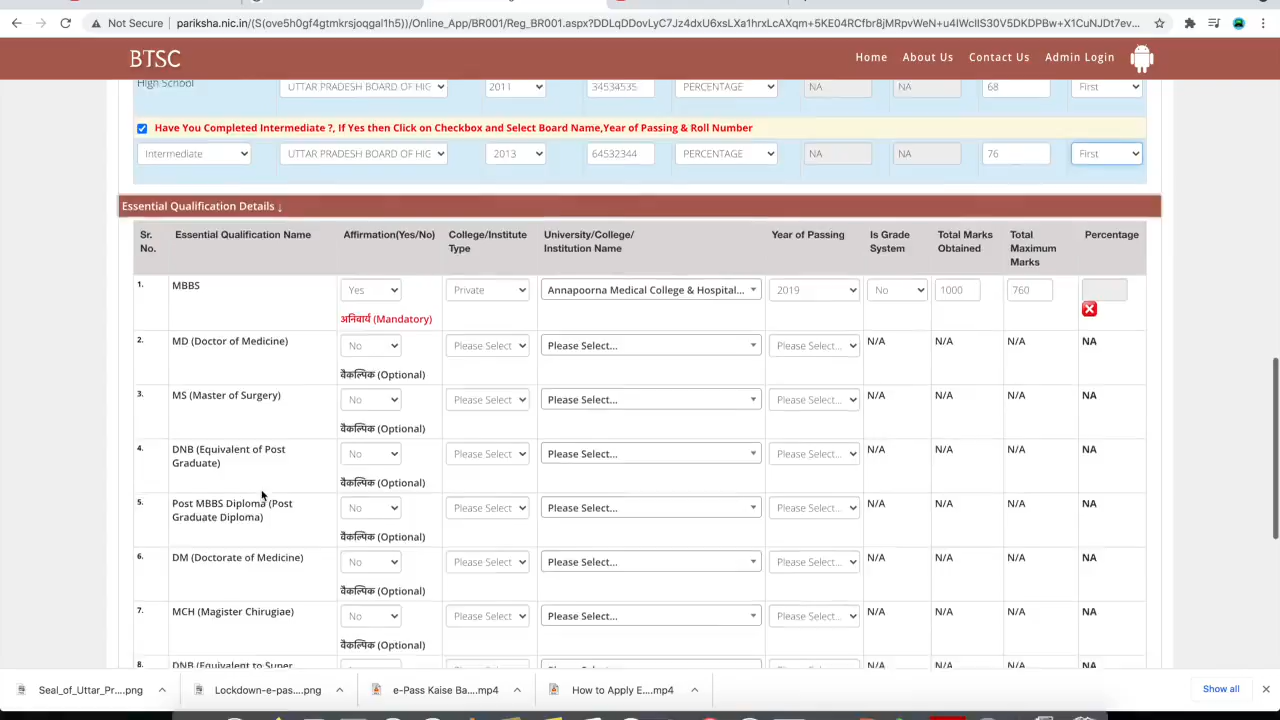 Not Secure pariksha.nic.in/(S(ove5h0gf4gtmkrsjoqgal1h5))/Online_App/BR001/Reg_BR001.aspx?
BTSC Home About Us Contact Us Admin Login
High School UTTAR PRADESH BOARD OF HIG 2011 34534535 PERCENTAGE NA NA 68 First
Have You Completed Intermediate ?, If Yes then Click on Checkbox and Select Board Name,Year of Passing & Roll Number
Intermediate UTTAR PRADESH BOARD OF HIG 2013 64532344 PERCENTAGE NA NA 76 First
Essential Qualification Details ↓
Sr. Essential Qualification Name Affirmation(Yes/No) College/Institute University/College/ Year of Passing Is Grade Total Marks Total Percentage
No. Type Institution Name System Obtained Maximum
Marks
1. MBBS Yes Private Annapoorna Medical College & Hospital... 2019 No 1000 760
अनिवार्य (Mandatory)
2. MD (Doctor of Medicine) No Please Select Please Select... Please Select... N/A N/A N/A NA
वैकल्पिक (Optional)
3. MS (Master of Surgery) No Please Select Please Select... Please Select... N/A N/A N/A NA
वैकल्पिक (Optional)
4. DNB (Equivalent of Post No Please Select Please Select... Please Select... N/A N/A N/A NA
Graduate)
वैकल्पिक (Optional)
5. Post MBBS Diploma (Post No Please Select Please Select... Please Select... N/A N/A N/A NA
Graduate Diploma)
वैकल्पिक (Optional)
6. DM (Doctorate of Medicine) No Please Select Please Select... Please Select... N/A N/A N/A NA
वैकल्पिक (Optional)
7. MCH (Magister Chirugiae) No Please Select Please Select... Please Select... N/A N/A N/A NA
वैकल्पिक (Optional)
8. DNB (Equivalent to Super N/A N/A N/A NA
Seal_of_Uttar_Pr....png Lockdown-e-pas....png e-Pass Kaise Ba....mp4 How to Apply E....mp4 Show all